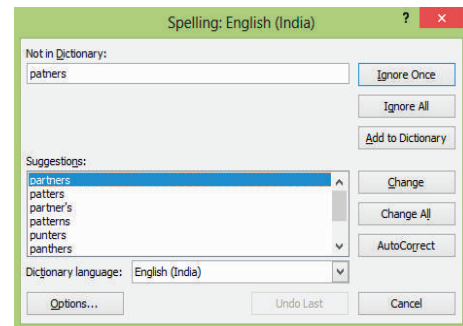 Spelling: English (India)
? ×
Not in Dictionary:
patners
Ignore Once
Ignore All
Add to Dictionary
Suggestions:
partners
patters
partner's
patterns
punters
panthers
Change
Change All
AutoCorrect
Dictionary language: English (India)
Options... Undo Last Cancel